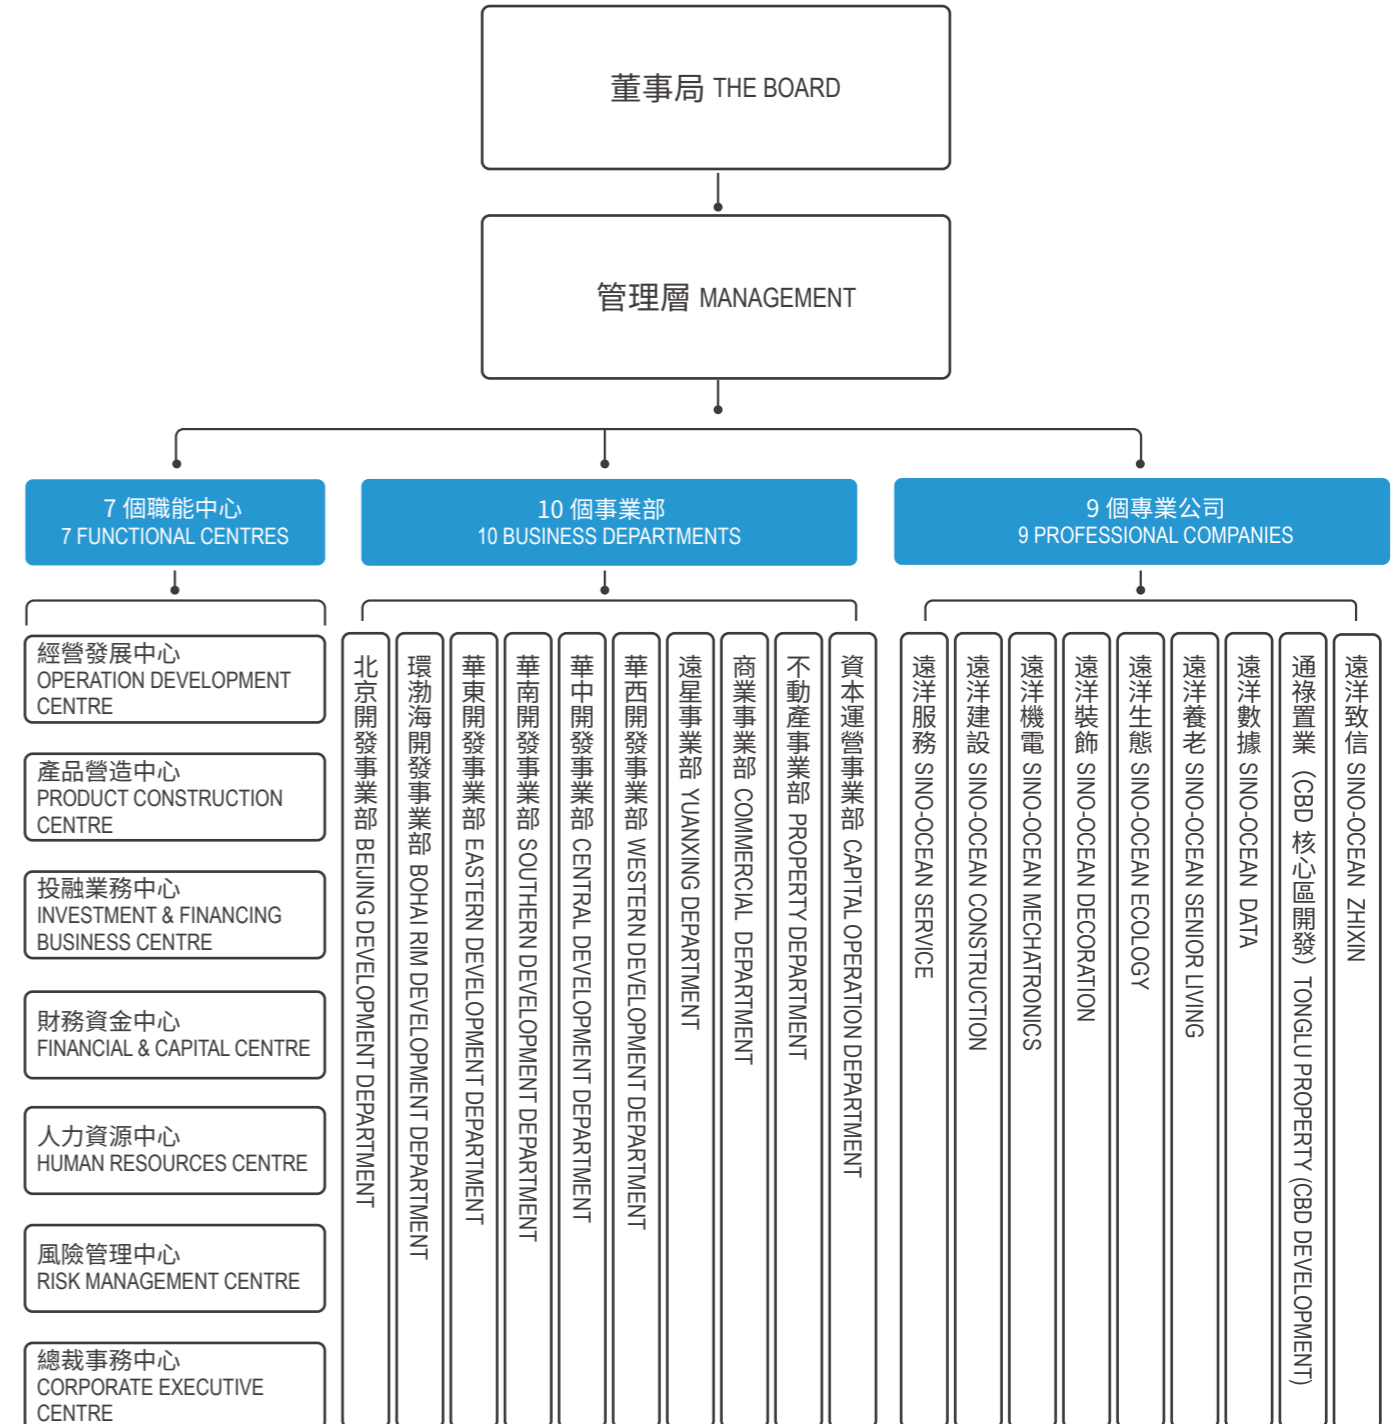 董事局 THE BOARD
管理層 MANAGEMENT
7 個職能中心
7 FUNCTIONAL CENTRES
10 個事業部
10 BUSINESS DEPARTMENTS
9 個專業公司
9 PROFESSIONAL COMPANIES
經營發展中心
OPERATION DEVELOPMENT
CENTRE
產品營造中心
PRODUCT CONSTRUCTION
CENTRE
投融業務中心
INVESTMENT & FINANCING
BUSINESS CENTRE
財務資金中心
FINANCIAL & CAPITAL CENTRE
人力資源中心
HUMAN RESOURCES CENTRE
風險管理中心
RISK MANAGEMENT CENTRE
總裁事務中心
CORPORATE EXECUTIVE
CENTRE
北京開發事業部 BEIJING DEVELOPMENT DEPARTMENT
環渤海開發事業部 BOHAI RIM DEVELOPMENT DEPARTMENT
華東開發事業部 EASTERN DEVELOPMENT DEPARTMENT
華南開發事業部 SOUTHERN DEVELOPMENT DEPARTMENT
華中開發事業部 CENTRAL DEVELOPMENT DEPARTMENT
華西開發事業部 WESTERN DEVELOPMENT DEPARTMENT
遠星事業部 YUANXING DEPARTMENT
商業事業部 COMMERCIAL DEPARTMENT
不動產事業部 PROPERTY DEPARTMENT
資本運營事業部 CAPITAL OPERATION DEPARTMENT
遠洋服務 SINO-OCEAN SERVICE
遠洋建設 SINO-OCEAN CONSTRUCTION
遠洋機電 SINO-OCEAN MECHATRONICS
遠洋裝飾 SINO-OCEAN DECORATION
遠洋生態 SINO-OCEAN ECOLOGY
遠洋養老 SINO-OCEAN SENIOR LIVING
遠洋數據 SINO-OCEAN DATA
通祿置業（CBD 核心區開發）TONGLU PROPERTY (CBD DEVELOPMENT)
遠洋致信 SINO-OCEAN ZHIXIN